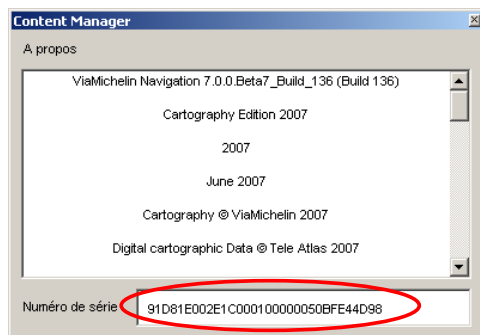 Content Manager
A propos
ViaMichelin Navigation 7.0.0.Beta7_Build_136 (Build 136)
Cartography Edition 2007
2007
June 2007
Cartography © ViaMichelin 2007
Digital cartographic Data © Tele Atlas 2007
Numéro de série 91D81E002E1C000100000050BFE44D98